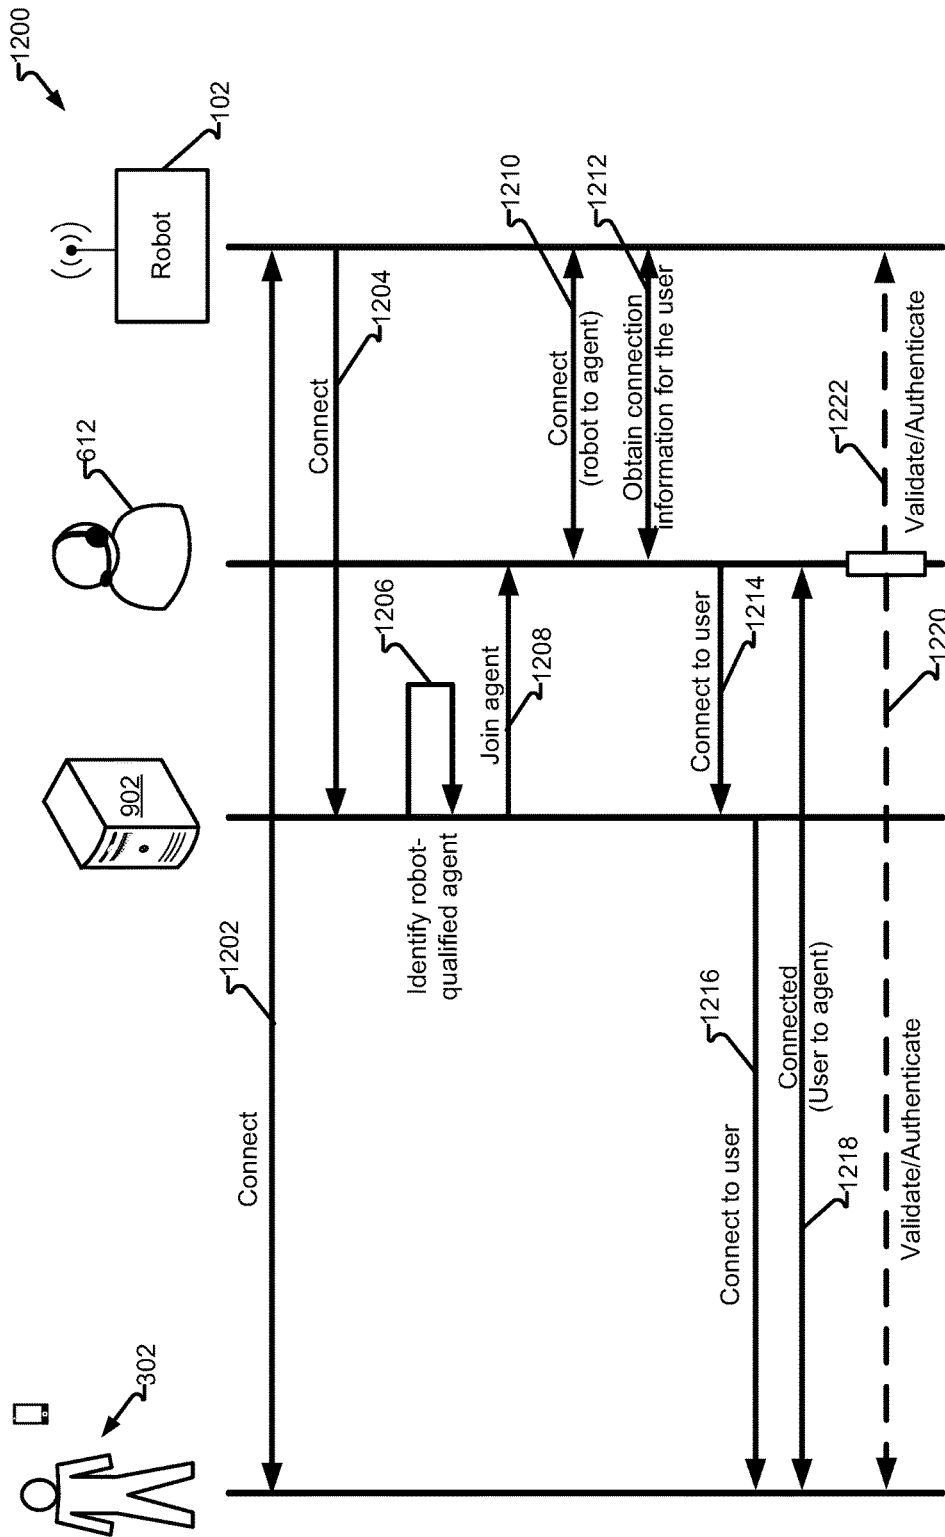 1200
302
902
612
Robot
102
Connect
1202
Connect
1204
Identify robot-
qualified agent
1206
Join agent
1208
Connect
(robot to agent)
1210
Obtain connection
information for the user
1212
Connect to user
1214
Connect to user
1216
Connected
(User to agent)
1218
Validate/Authenticate
1220
Validate/Authenticate
1222